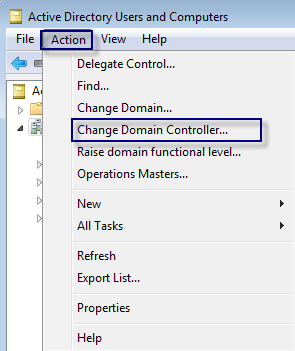 Active Directory Users and Computers
File Action View Help
Delegate Control...
Find...
Change Domain...
Change Domain Controller...
Raise domain functional level...
Operations Masters...
New
All Tasks
Refresh
Export List...
Properties
Help